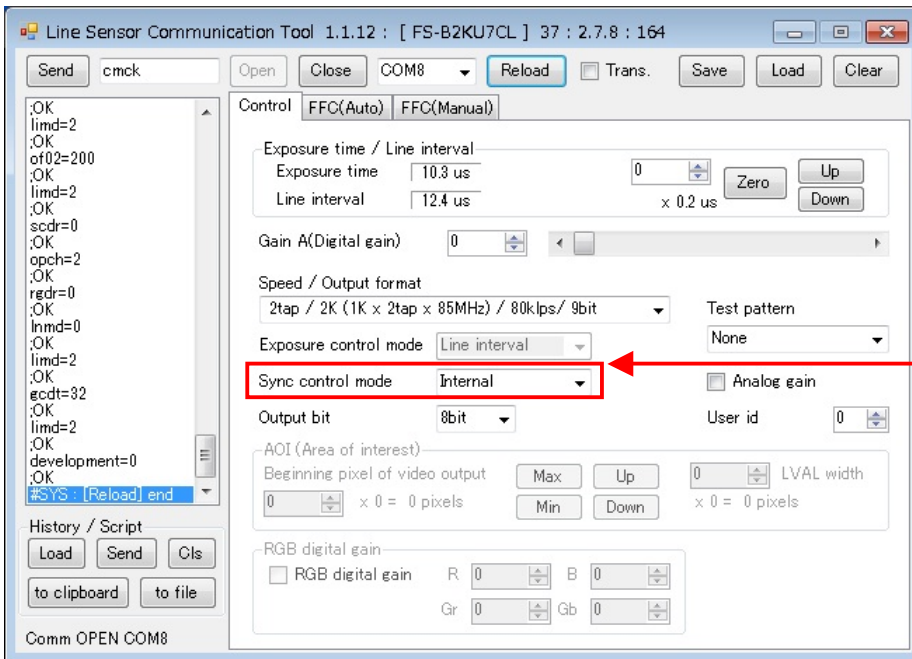 Line Sensor Communication Tool 1.1.12 : [ FS-B2KU7CL ] 37 : 2.7.8 : 164
Send cmck Open Close COM8 Reload Trans. Save Load Clear
;OK
limd=2
;OK
of02=200
;OK
limd=2
;OK
scdr=0
;OK
opch=2
;OK
rgdr=0
;OK
lnmd=0
;OK
limd=2
;OK
gcdt=32
;OK
limd=2
;OK
development=0
;OK
#SYS : [Reload] end
History / Script
Load Send Cls
to clipboard to file
Comm OPEN COM8
Control FFC(Auto) FFC(Manual)
Exposure time / Line interval
Exposure time 10.3 us 0 Zero Up
Line interval 12.4 us x 0.2 us Down
Gain A(Digital gain) 0
Speed / Output format
2tap / 2K (1K x 2tap x 85MHz) / 80klps/ 9bit Test pattern
Exposure control mode Line interval None
Sync control mode Internal Analog gain
Output bit 8bit User id 0
AOI (Area of interest)
Beginning pixel of video output Max Up 0 LVAL width
0 x 0 = 0 pixels Min Down x 0 = 0 pixels
RGB digital gain
RGB digital gain R 0 B 0
Gr 0 Gb 0